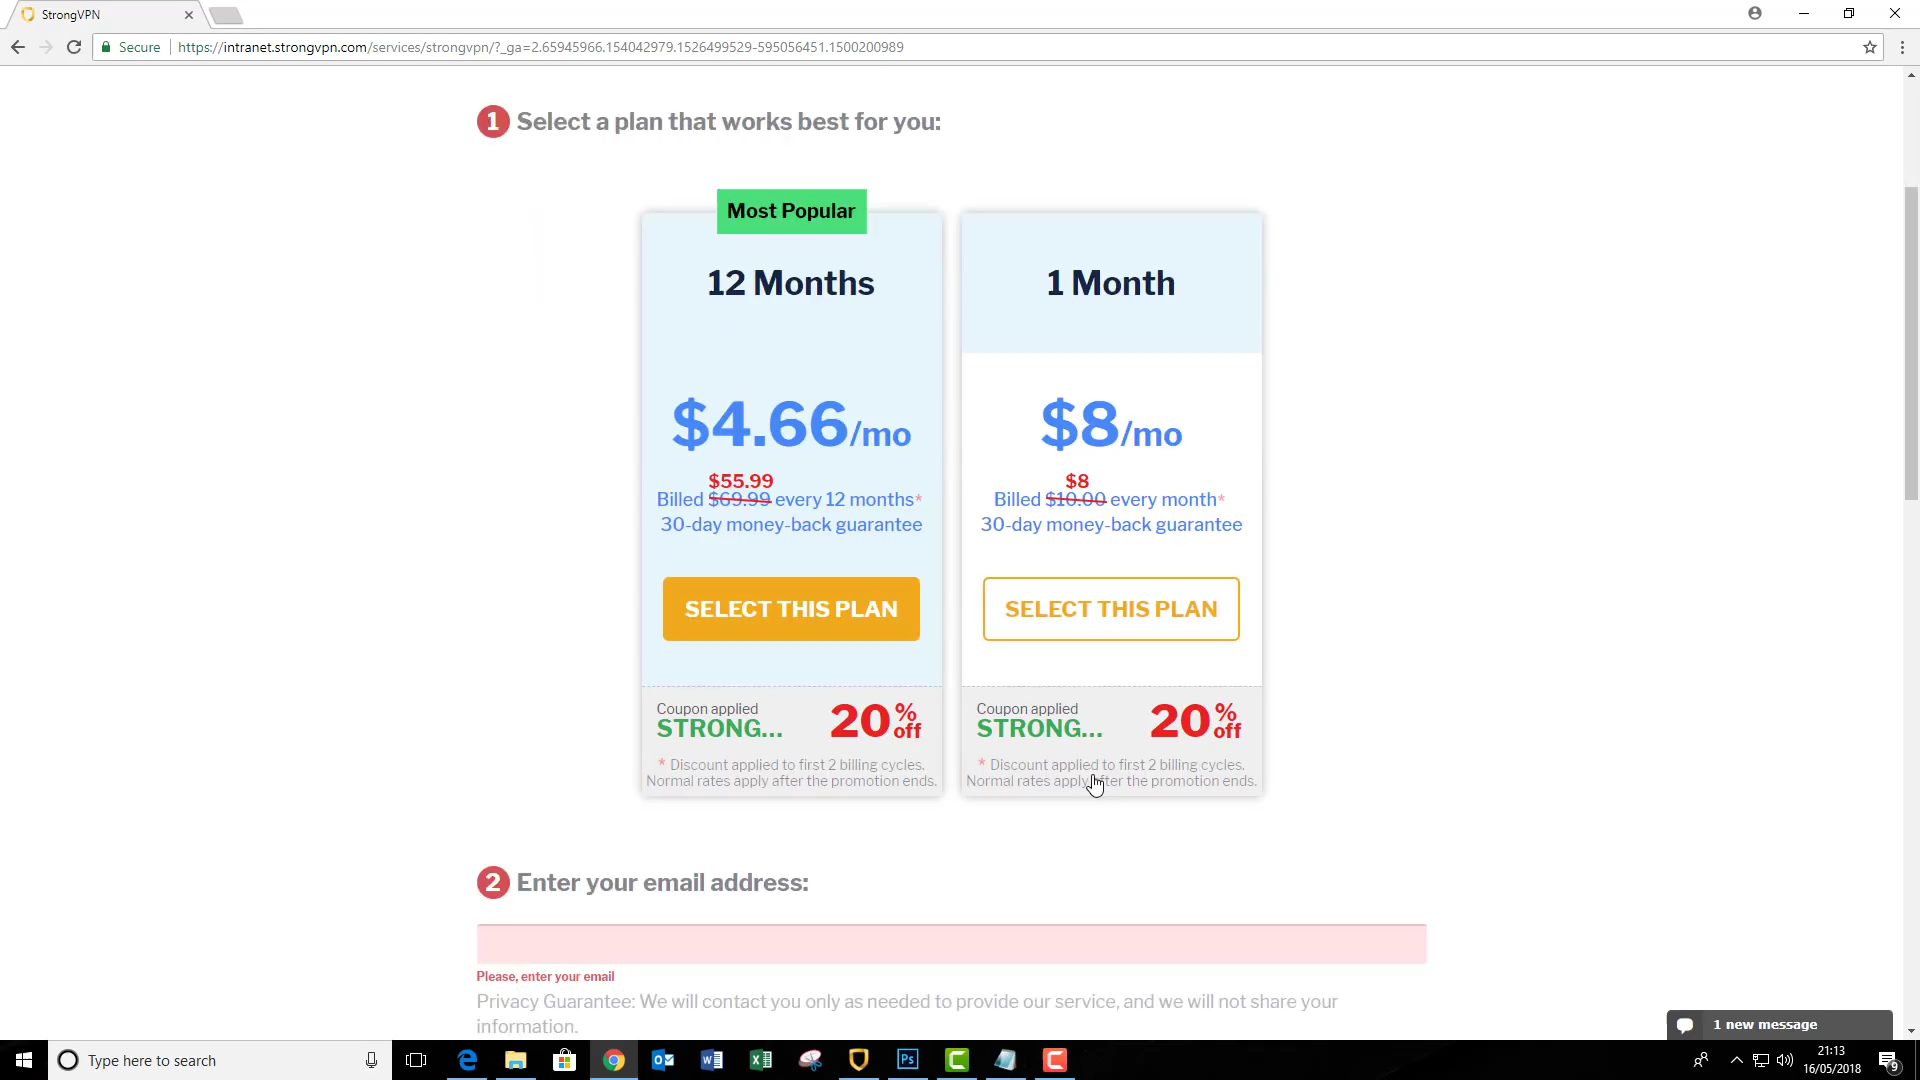 StrongVPN
Secure
https://intranet.strongvpn.com/services/strongvpn/?_ga=2.65945966.154042979.1526499529-595056451.1500200989
1 Select a plan that works best for you:
Most Popular
12 Months
$4.66/mo
$55.99
Billed $69.99 every 12 months*
30-day money-back guarantee
SELECT THIS PLAN
Coupon applied
STRONG...
20% off
* Discount applied to first 2 billing cycles.
Normal rates apply after the promotion ends.
1 Month
$8/mo
$8
Billed $10.00 every month*
30-day money-back guarantee
SELECT THIS PLAN
Coupon applied
STRONG...
20% off
* Discount applied to first 2 billing cycles.
Normal rates apply after the promotion ends.
2 Enter your email address:
Please, enter your email
Privacy Guarantee: We will contact you only as needed to provide our service, and we will not share your
information.
1 new message
Type here to search
Ps
21:13
16/05/2018
9